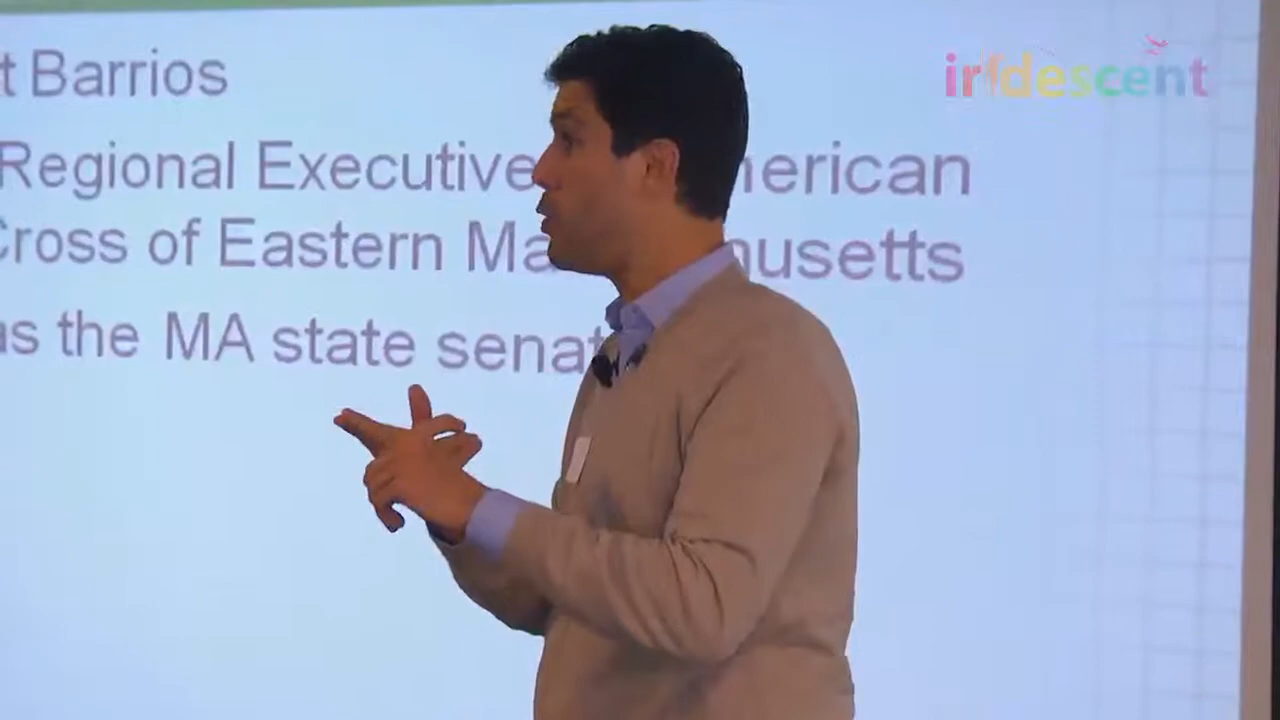 iridescent
t Barrios
Regional Executive
merican
Cross of Eastern Ma
usetts
as the MA state senat